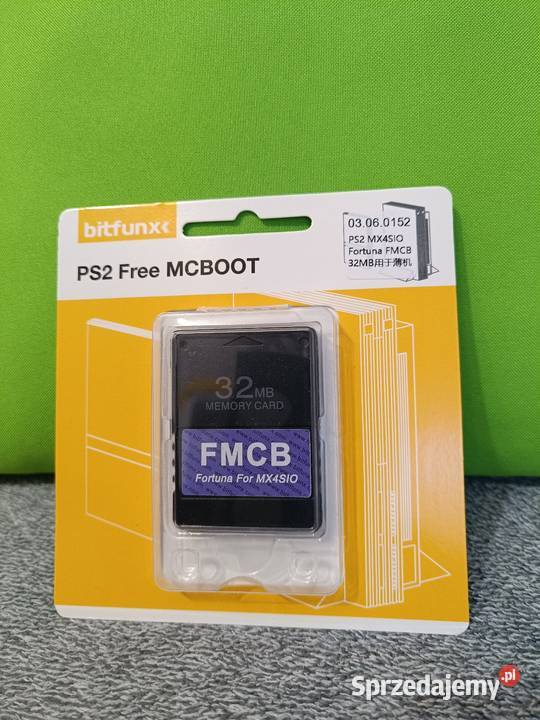 bitfunx
03.06.0152
PS2 MX4SIO
Fortuna FMCB
32MB用于薄机
PS2 Free MCBOOT
32MB
MEMORY CARD
FMCB
Fortuna For MX4SIO
Sprzedajemy.pl